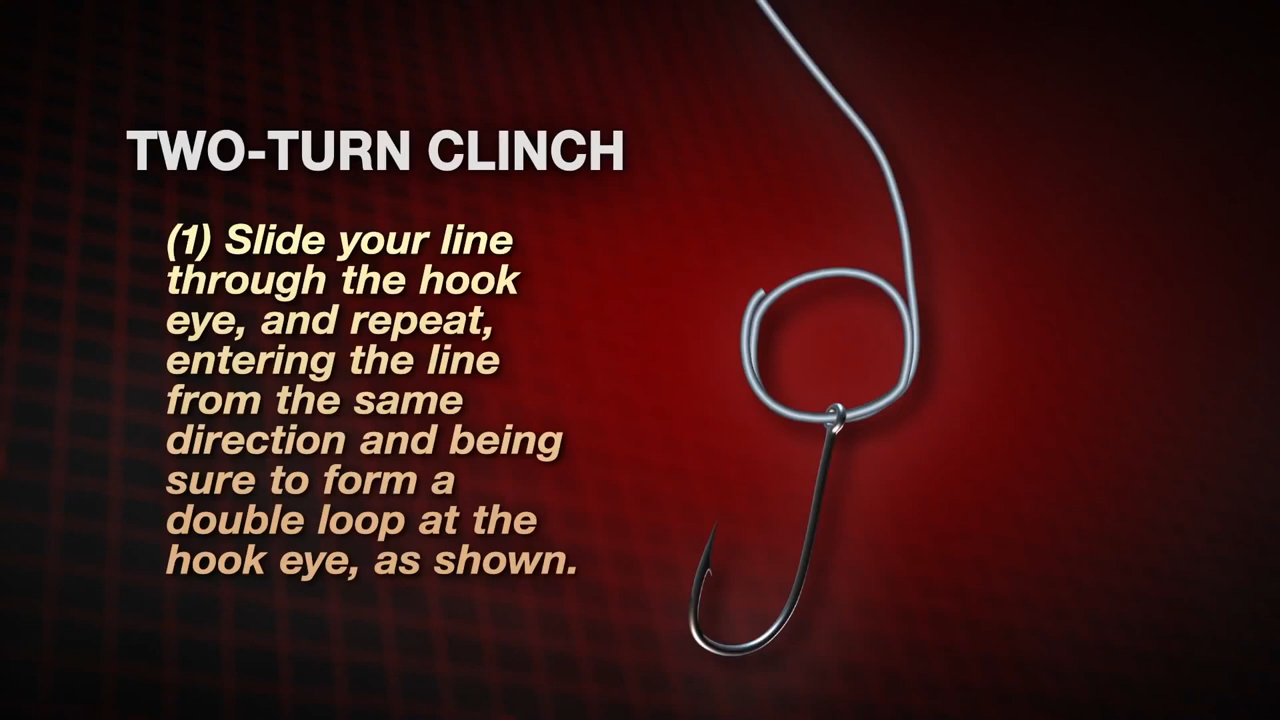 TWO-TURN CLINCH
(1) Slide your line
through the hook
eye, and repeat,
entering the line
from the same
direction and being
sure to form a
double loop at the
hook eye, as shown.